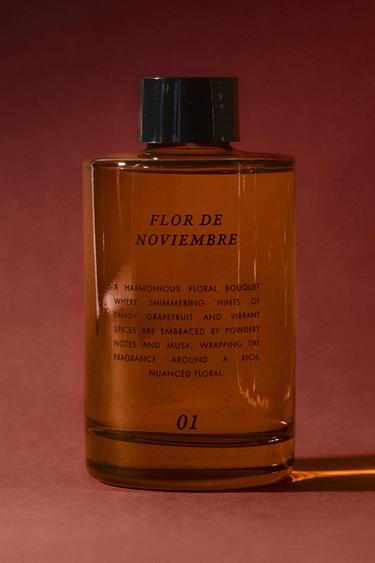 FLOR DE
NOVIEMBRE
A HARMONIOUS FLORAL BOUQUET
WHERE SHIMMERING HINTS OF
TANGY GRAPEFRUIT AND VIBRANT
SPICES ARE EMBRACED BY POWDERY
NOTES AND MUSK, WRAPPING THE
FRAGRANCE AROUND A RICH,
NUANCED FLORAL.
01